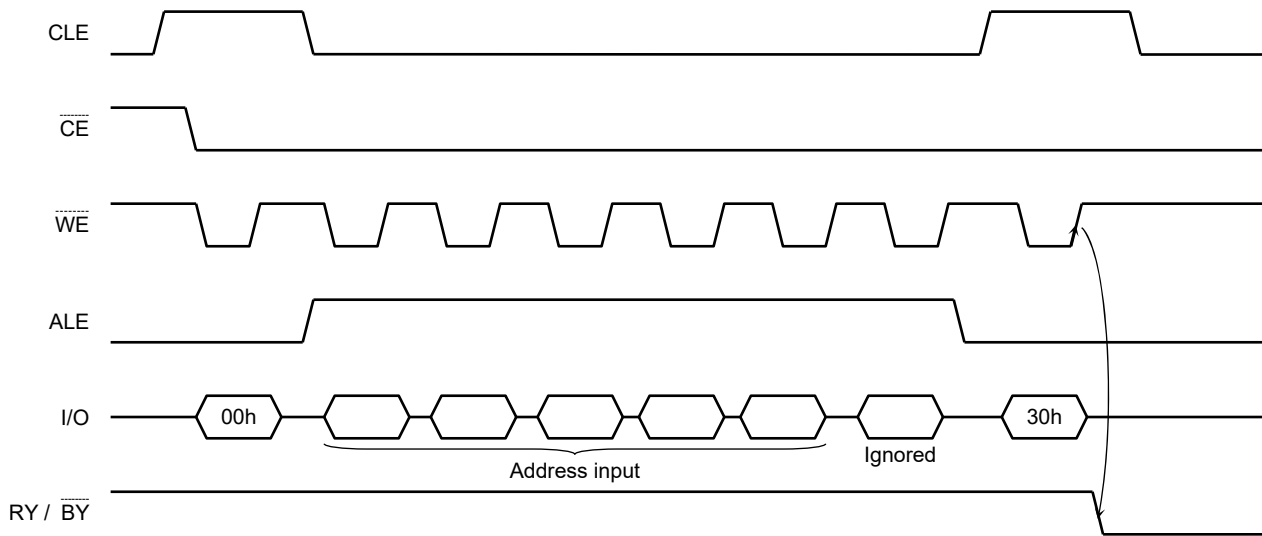 CLE
CE
WE
ALE
I/O 00h 30h
Ignored
Address input
RY / BY